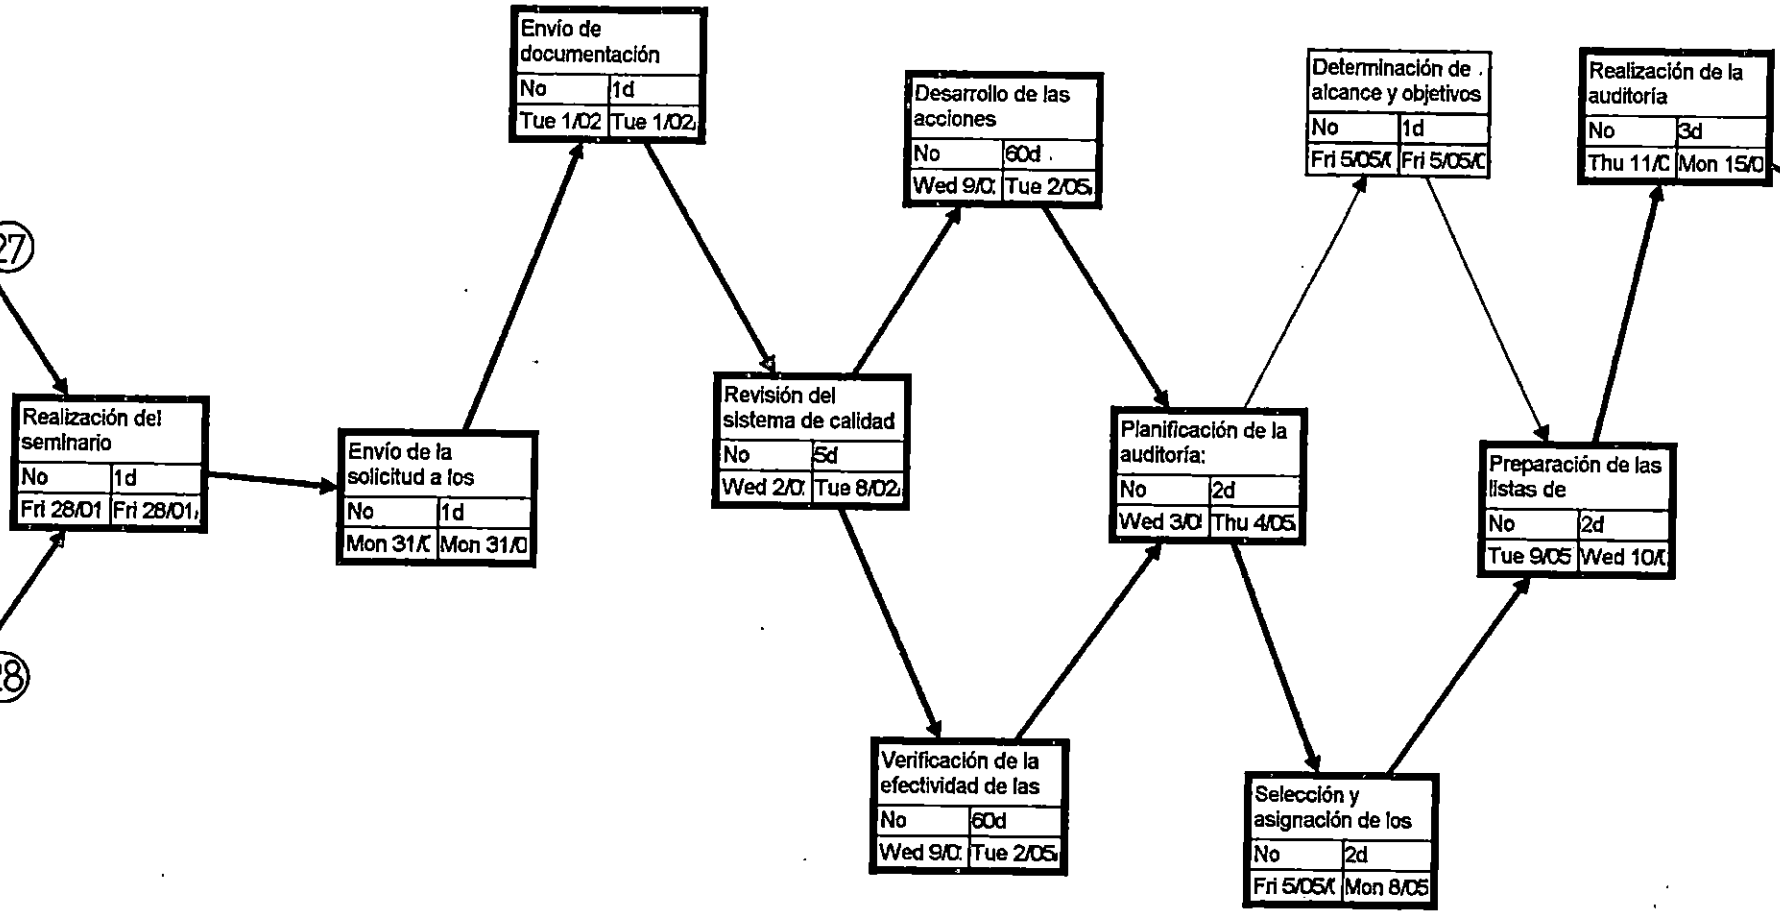 27
28
Realización del
seminario
No 1d
Fri 28/01 Fri 28/01
Envío de la
solicitud a los
No 1d
Mon 31/0 Mon 31/0
Envío de
documentación
No 1d
Tue 1/02 Tue 1/02
Revisión del
sistema de calidad
No 5d
Wed 2/0 Tue 8/02
Desarrollo de las
acciones
No 60d
Wed 9/0 Tue 2/05
Verificación de la
efectividad de las
No 60d
Wed 9/0 Tue 2/05
Planificación de la
auditoría:
No 2d
Wed 3/0 Thu 4/05
Determinación de
alcance y objetivos
No 1d
Fri 5/05/0 Fri 5/05/0
Selección y
asignación de los
No 2d
Fri 5/05/0 Mon 8/05
Preparación de las
listas de
No 2d
Tue 9/05 Wed 10/0
Realización de la
auditoría
No 3d
Thu 11/0 Mon 15/0